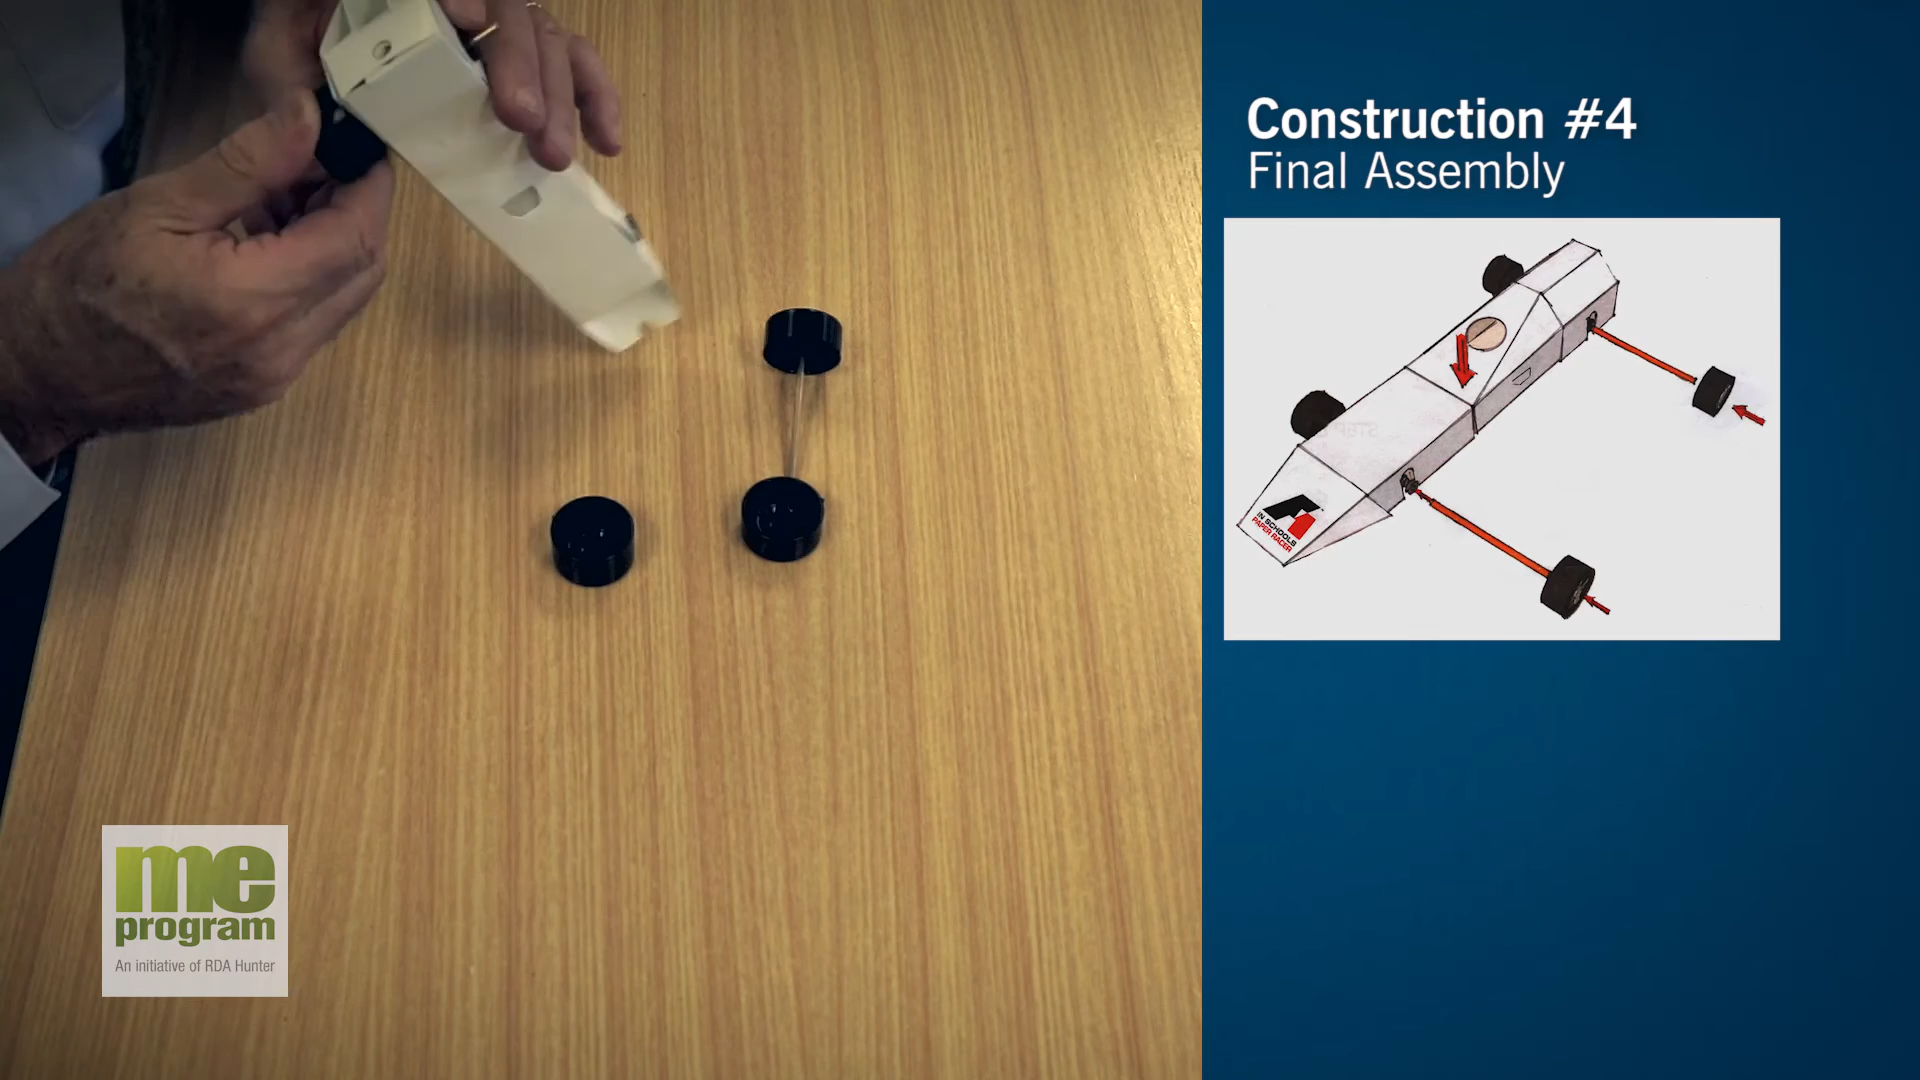 Construction #4
Final Assembly
IN SCHOOLS
PAPER RACER
me
program
An initiative of RDA Hunter